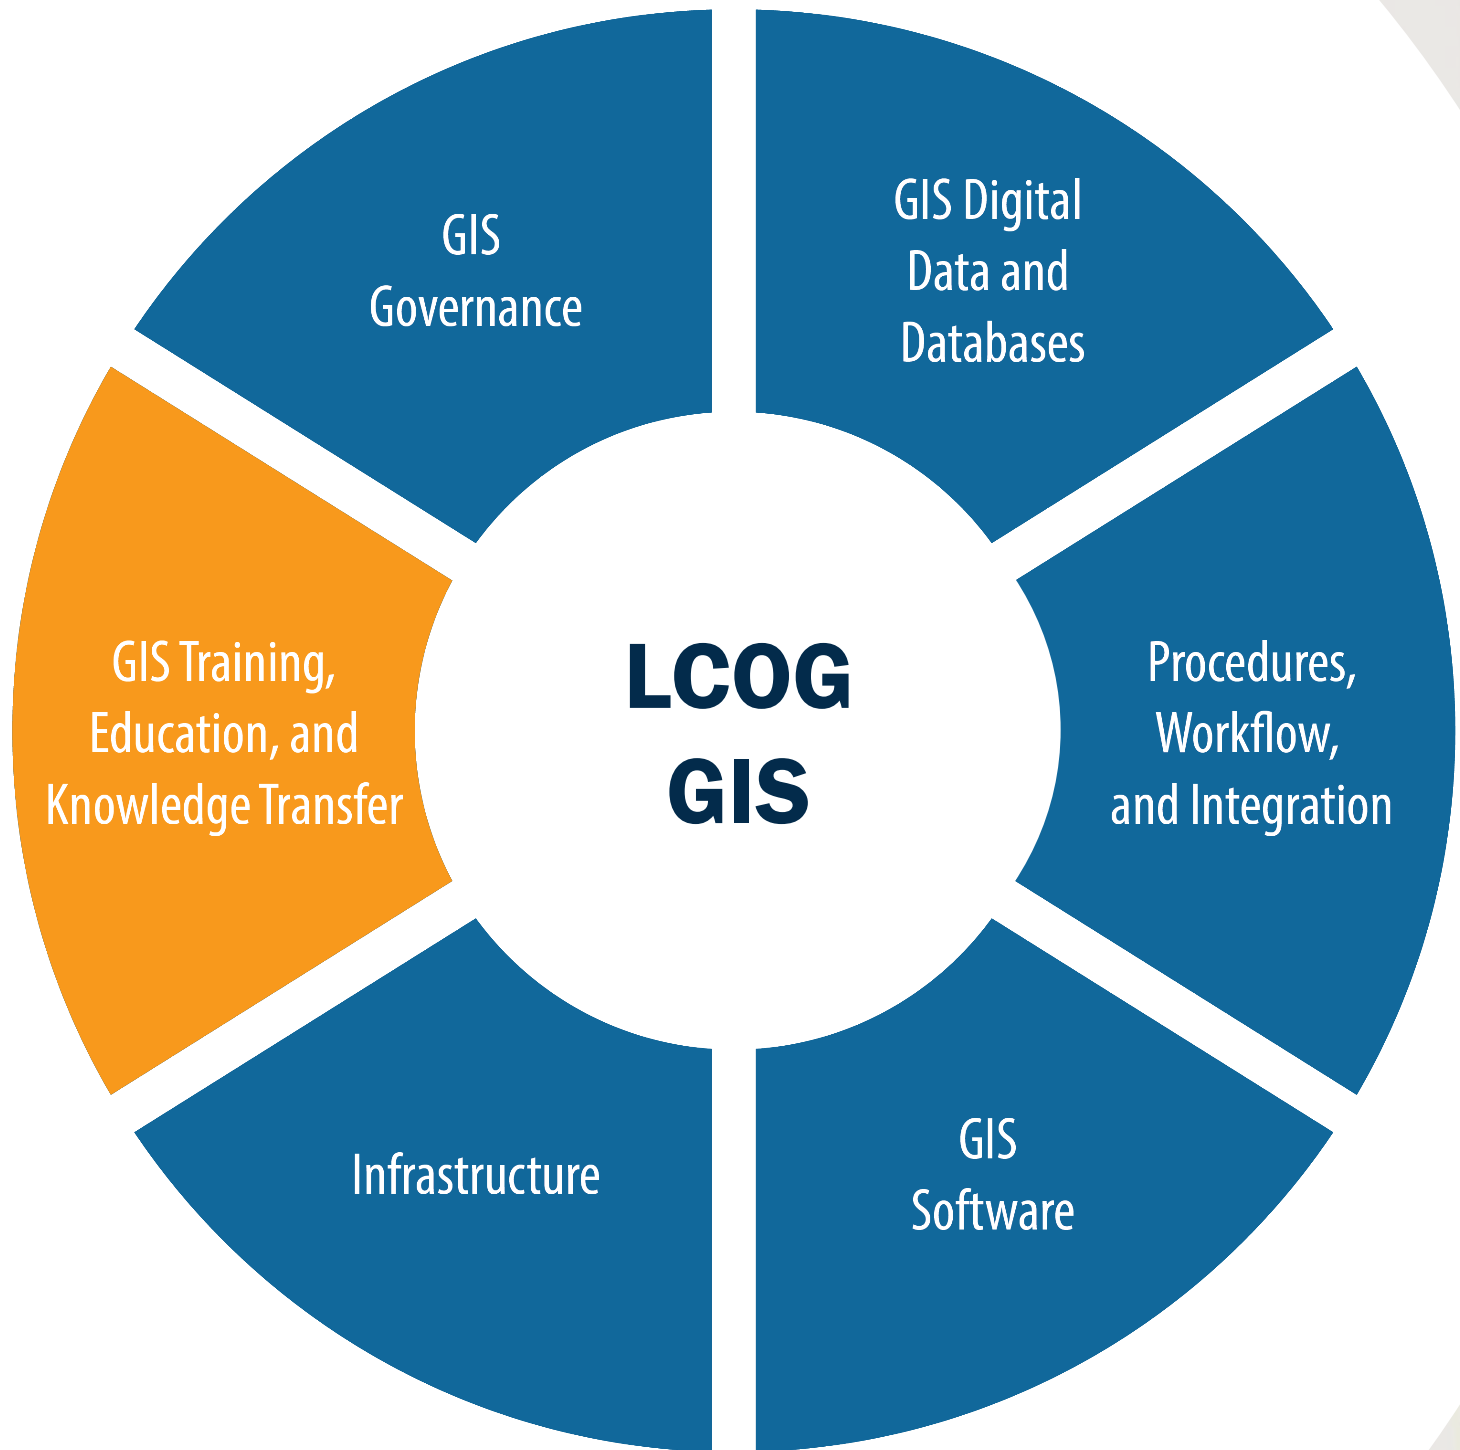 GIS
Governance
GIS Digital
Data and
Databases
GIS Training,
Education, and
Knowledge Transfer
LCOG
GIS
Procedures,
Workflow,
and Integration
Infrastructure
GIS
Software